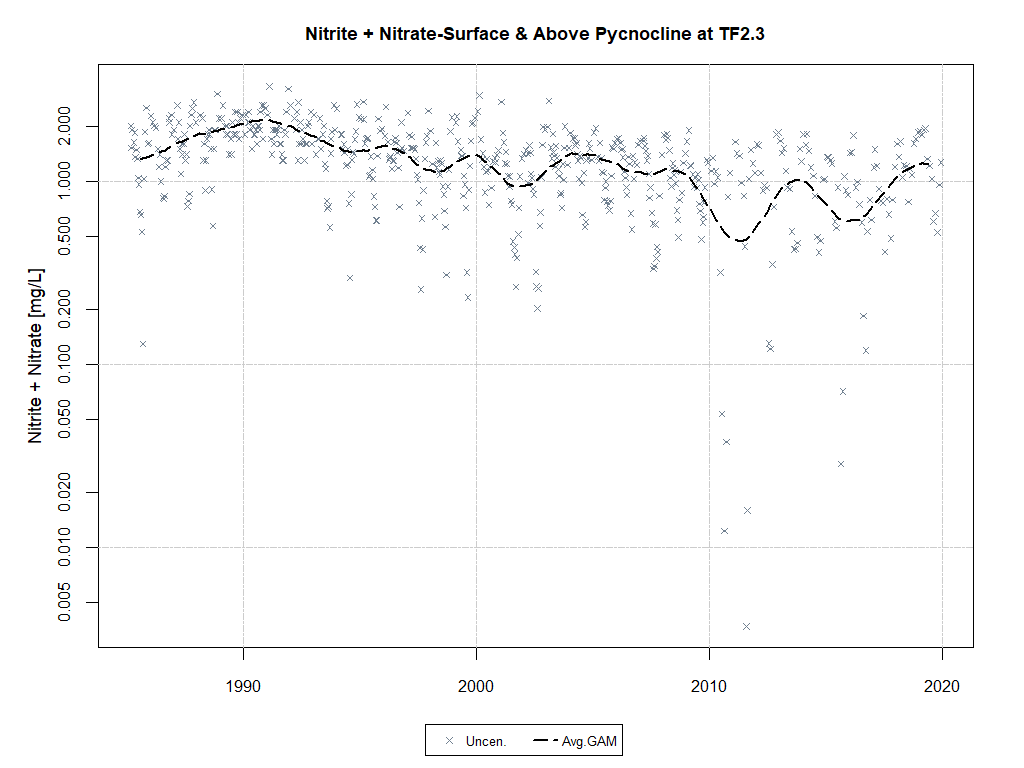 Nitrite + Nitrate-Surface & Above Pycnocline at TF2.3
Nitrite + Nitrate [mg/L]
2.000
1.000
0.500
0.200
0.100
0.050
0.020
0.010
0.005
1990 2000 2010 2020
Uncen. Avg.GAM